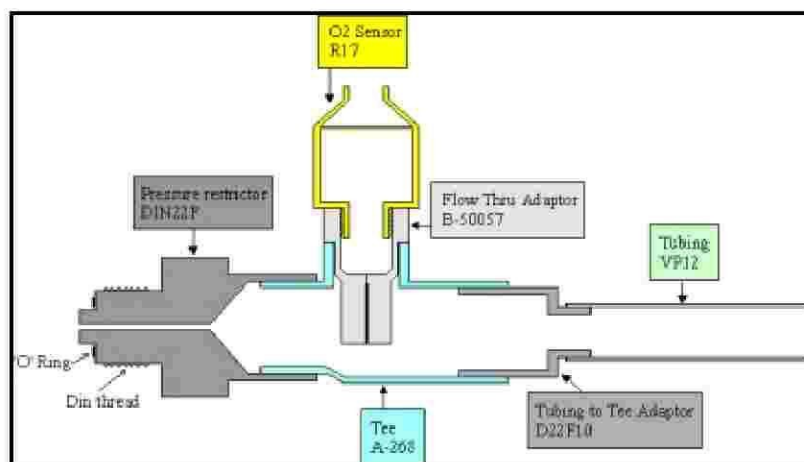 O2 Sensor
R17
Pressure restrictor
DIN22F
Flow Thru Adaptor
B-50057
Tubing
VP12
'O' Ring
Din thread
Tee
A-268
Tubing to Tee Adaptor
D22F10